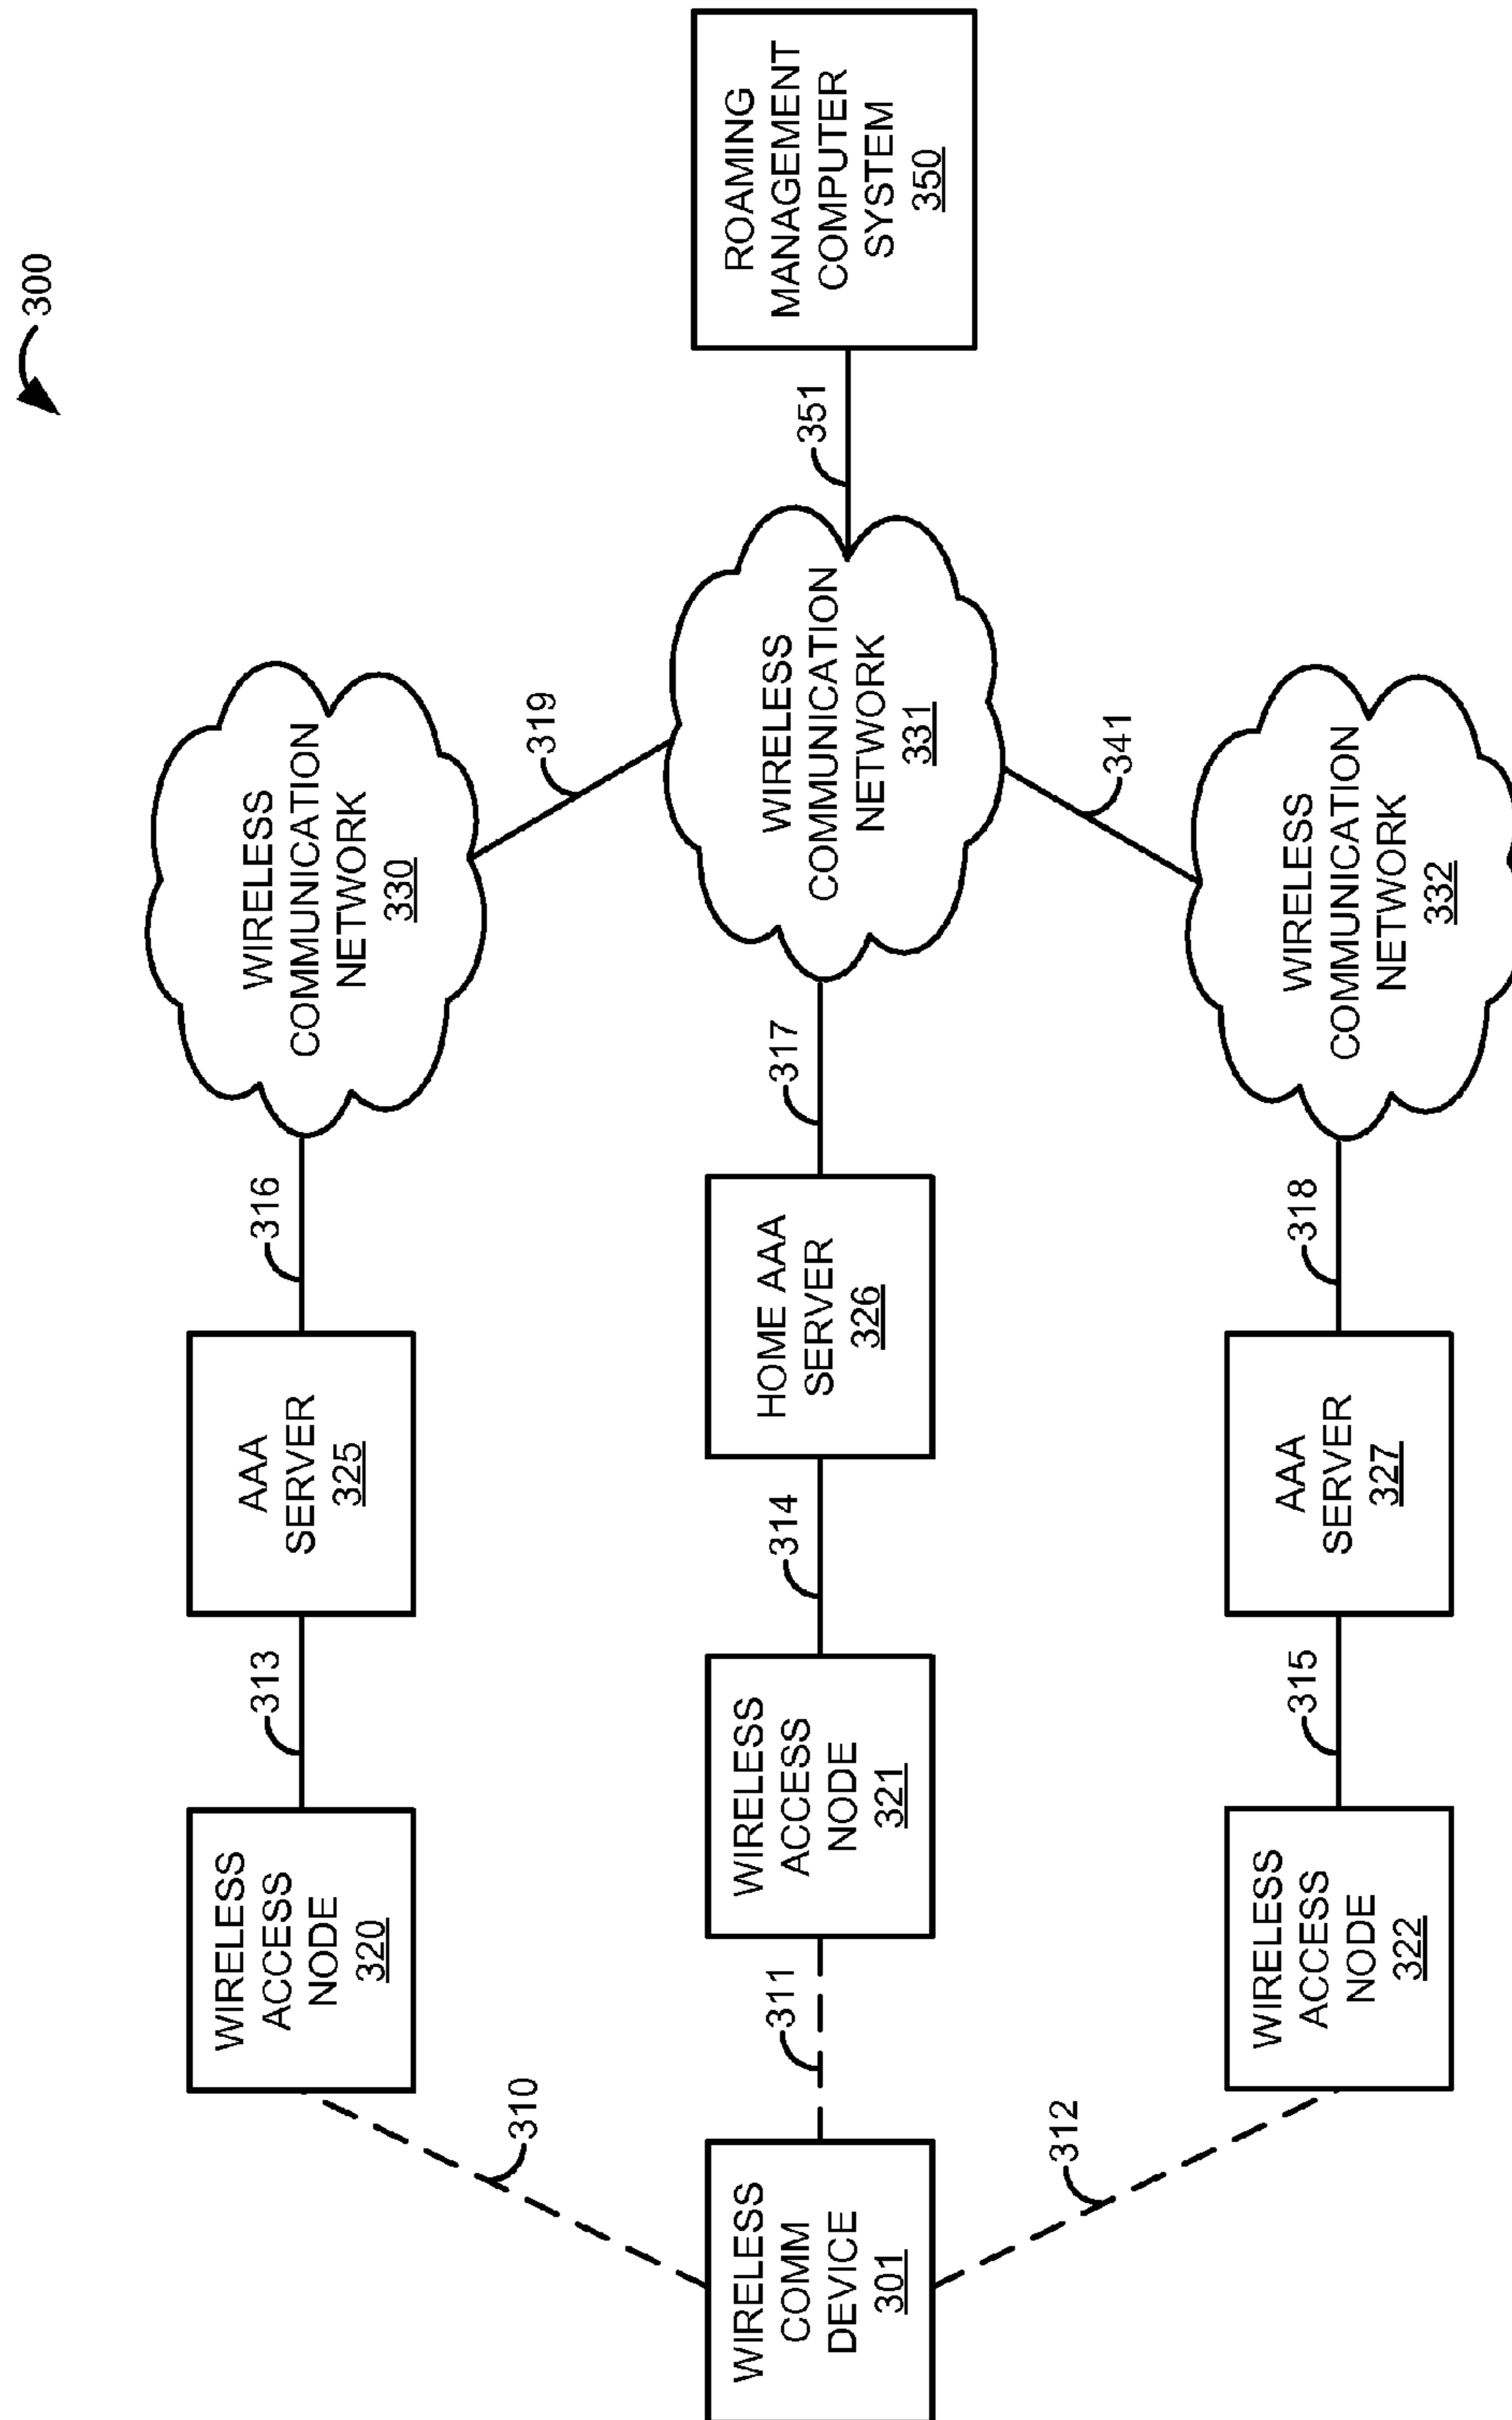 300
WIRELESS
COMM
DEVICE
301
310
311
312
WIRELESS
ACCESS
NODE
320
313
AAA
SERVER
325
316
WIRELESS
COMMUNICATION
NETWORK
330
319
WIRELESS
ACCESS
NODE
321
314
HOME AAA
SERVER
326
317
WIRELESS
COMMUNICATION
NETWORK
331
351
ROAMING
MANAGEMENT
COMPUTER
SYSTEM
350
341
WIRELESS
ACCESS
NODE
322
315
AAA
SERVER
327
318
WIRELESS
COMMUNICATION
NETWORK
332